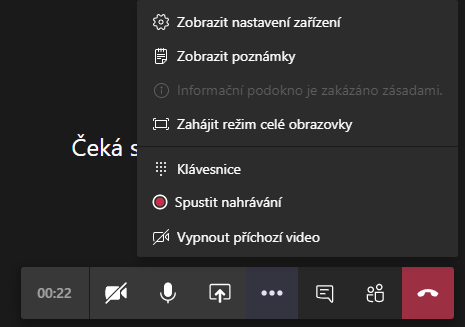 Zobrazit nastavení zařízení
Zobrazit poznámky
Informační podokno je zakázáno zásadami.
Zahájit režim celé obrazovky
Čeká s
Klávesnice
Spustit nahrávání
Vypnout příchozí video
00:22